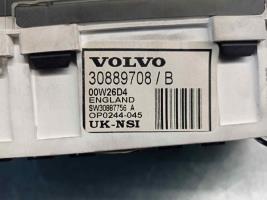 VOLVO
30889708 / B
00W26D4
ENGLAND
SW30887756 A
OP0244-045
UK-NSI